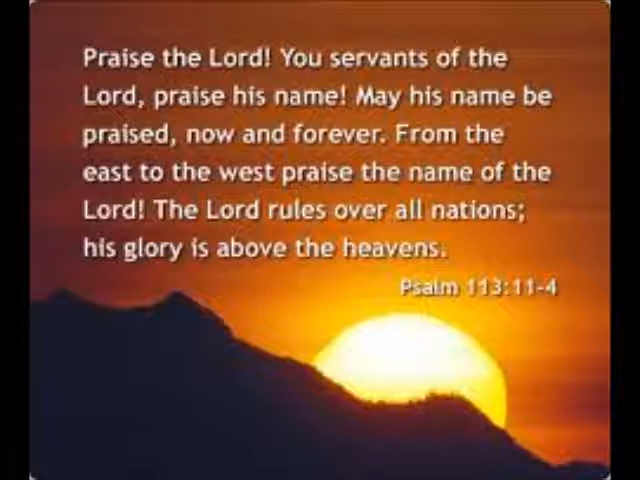 Praise the Lord! You servants of the
Lord, praise his name! May his name be
praised, now and forever. From the
east to the west praise the name of the
Lord! The Lord rules over all nations;
his glory is above the heavens.
Psalm 113:11-4